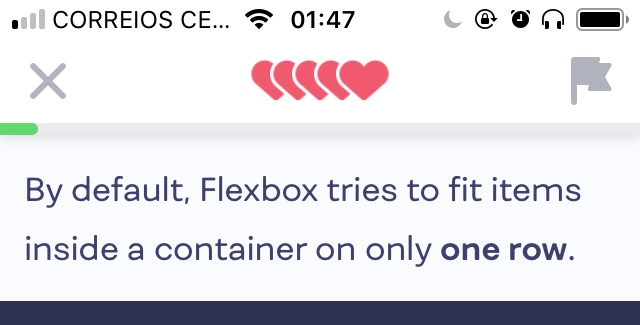 CORREIOS CE... 01:47
By default, Flexbox tries to fit items
inside a container on only one row.